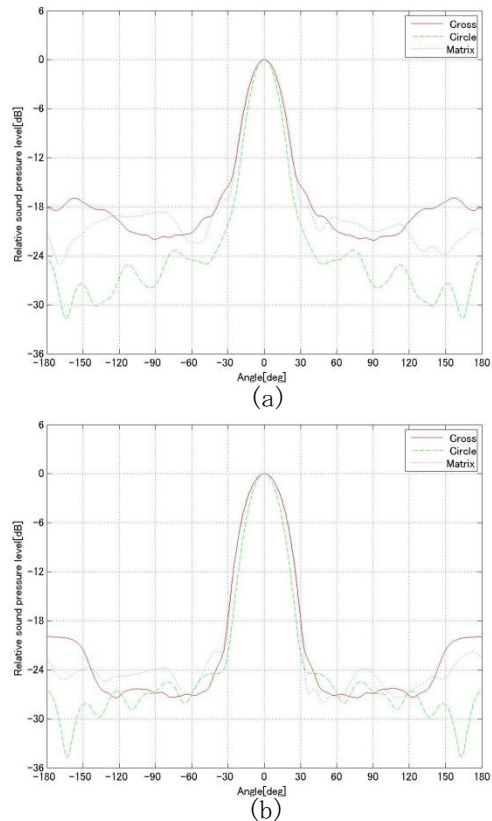 6
0
-6
-12
-18
-24
-30
-36
Relative sound pressure level[dB]
Cross
Circle
Matrix
-180 -150 -120 -90 -60 -30 0 30 60 90 120 150 180
Angle[deg]
(a)
6
0
-6
-12
-18
-24
-30
-36
Relative sound pressure level[dB]
Cross
Circle
Matrix
-180 -150 -120 -90 -60 -30 0 30 60 90 120 150 180
Angle[deg]
(b)